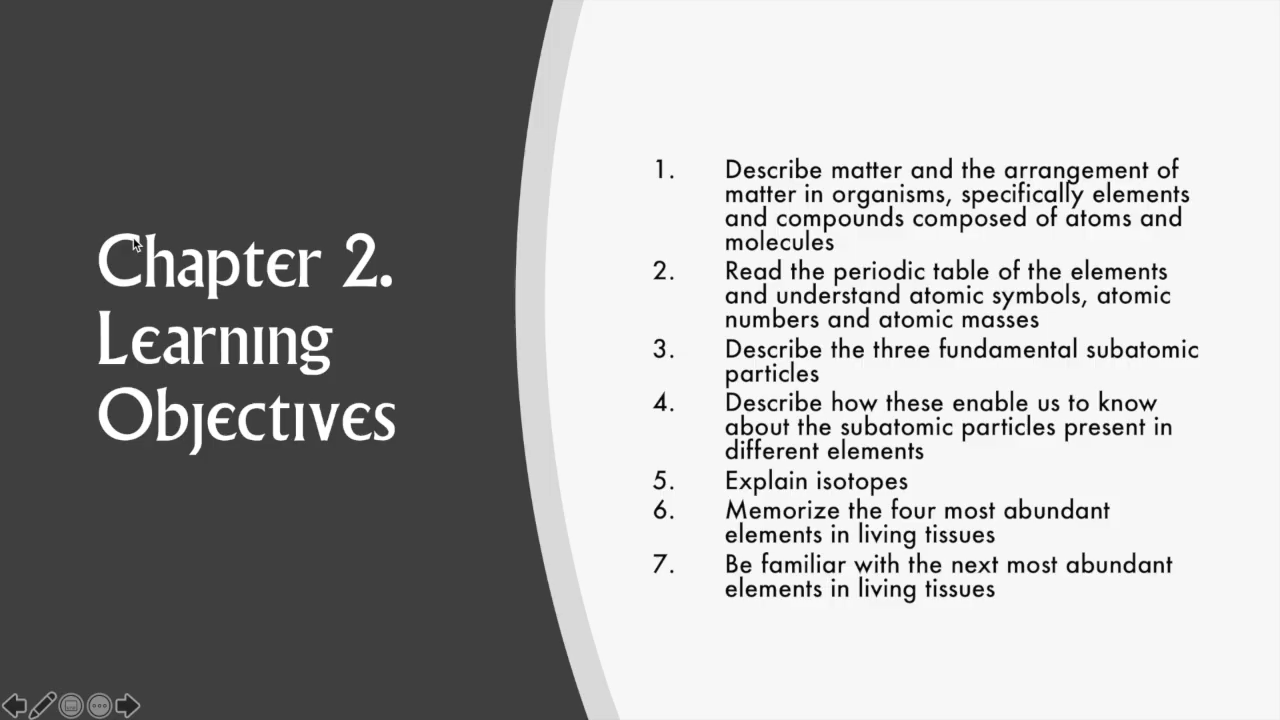 Chapter 2.
Learning
Objectives
1. Describe matter and the arrangement of
matter in organisms, specifically elements
and compounds composed of atoms and
molecules
2. Read the periodic table of the elements
and understand atomic symbols, atomic
numbers and atomic masses
3. Describe the three fundamental subatomic
particles
4. Describe how these enable us to know
about the subatomic particles present in
different elements
5. Explain isotopes
6. Memorize the four most abundant
elements in living tissues
7. Be familiar with the next most abundant
elements in living tissues